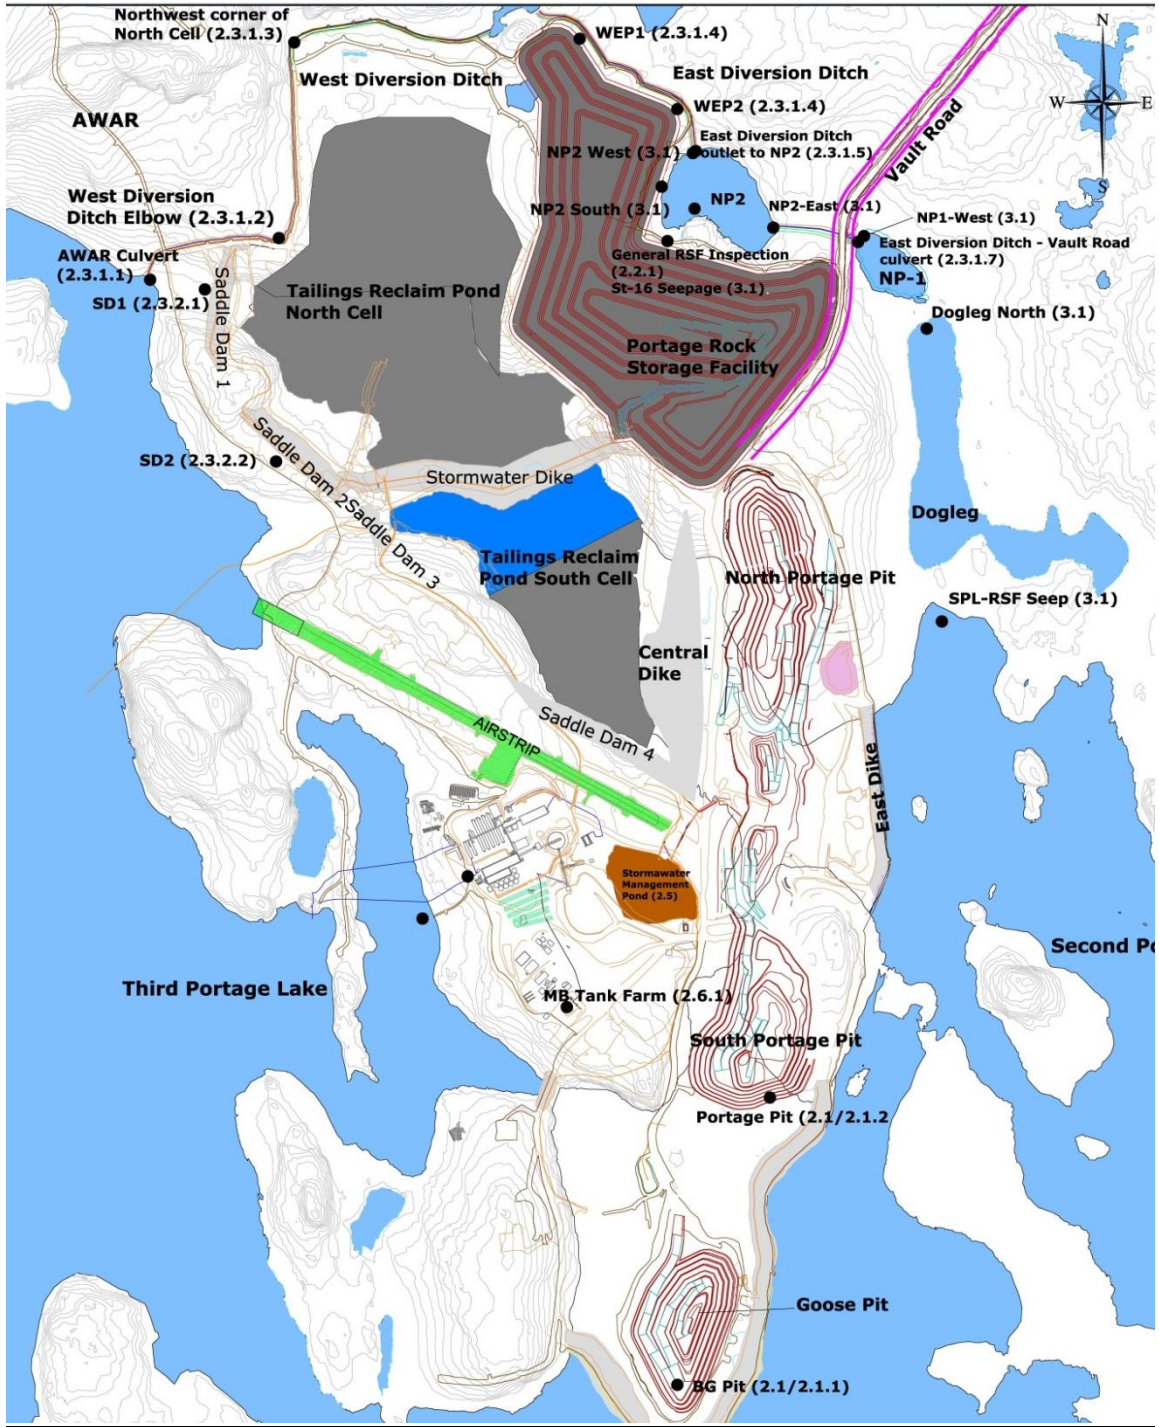 Northwest corner of
North Cell (2.3.1.3)
WEP1 (2.3.1.4)
N
West Diversion Ditch
East Diversion Ditch
W
E
AWAR
WEP2 (2.3.1.4)
Vault Road
East Diversion Ditch
outlet to NP2 (2.3.1.5)
NP2 West (3.1)
S
West Diversion
Ditch Elbow (2.3.1.2)
NP2 South (3.1)
NP2
NP2-East (3.1)
NP1-West (3.1)
East Diversion Ditch - Vault Road
culvert (2.3.1.7)
NP-1
AWAR Culvert
(2.3.1.1)
General RSF Inspection
(2.2.1)
St-16 Seepage (3.1)
SD1 (2.3.2.1)
Saddle Dam 1
Tailings Reclaim Pond
North Cell
Dogleg North (3.1)
Portage Rock
Storage Facility
SD2 (2.3.2.2)
Saddle Dam 2
Stormwater Dike
Saddle Dam 3
Dogleg
Tailings Reclaim
Pond South Cell
North Portage Pit
SPL-RSF Seep (3.1)
Central
Dike
Saddle Dam 4
AIRSTRIP
East Dike
Stormawater
Management
Pond (2.5)
Second Po
Third Portage Lake
MB Tank Farm (2.6.1)
South Portage Pit
Portage Pit (2.1/2.1.2
Goose Pit
BG Pit (2.1/2.1.1)